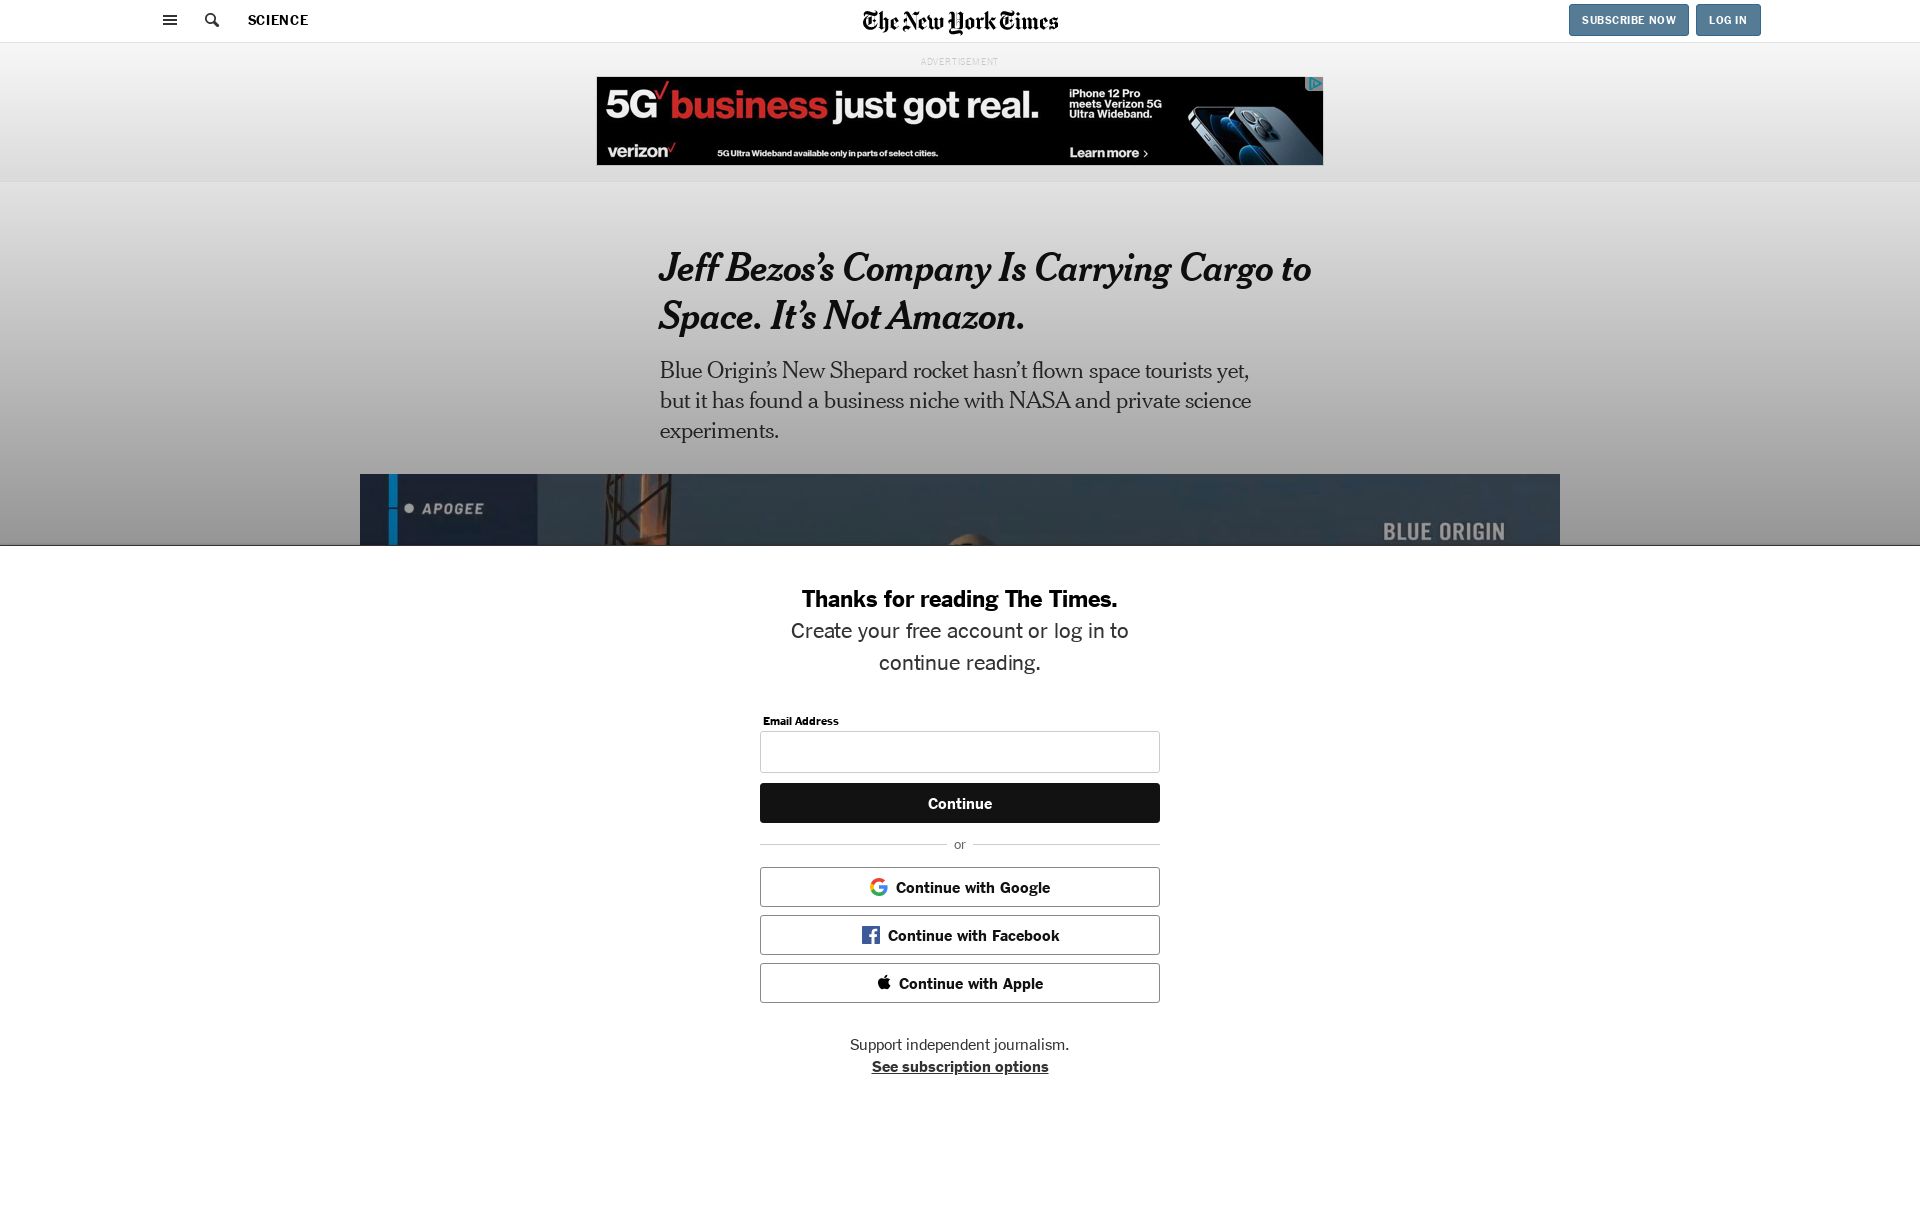 SCIENCE
The New York Times
SUBSCRIBE NOW
LOG IN
ADVERTISEMENT
5G business just got real.
iPhone 12 Pro
meets Verizon 5G
Ultra Wideband.
verizon
5G Ultra Wideband available only in parts of select cities.
Learn more ›
Jeff Bezos’s Company Is Carrying Cargo to
Space. It’s Not Amazon.
Blue Origin’s New Shepard rocket hasn’t flown space tourists yet,
but it has found a business niche with NASA and private science
experiments.
APOGEE
BLUE ORIGIN
Thanks for reading The Times.
Create your free account or log in to
continue reading.
Email Address
Continue
or
Continue with Google
Continue with Facebook
Continue with Apple
Support independent journalism.
See subscription options